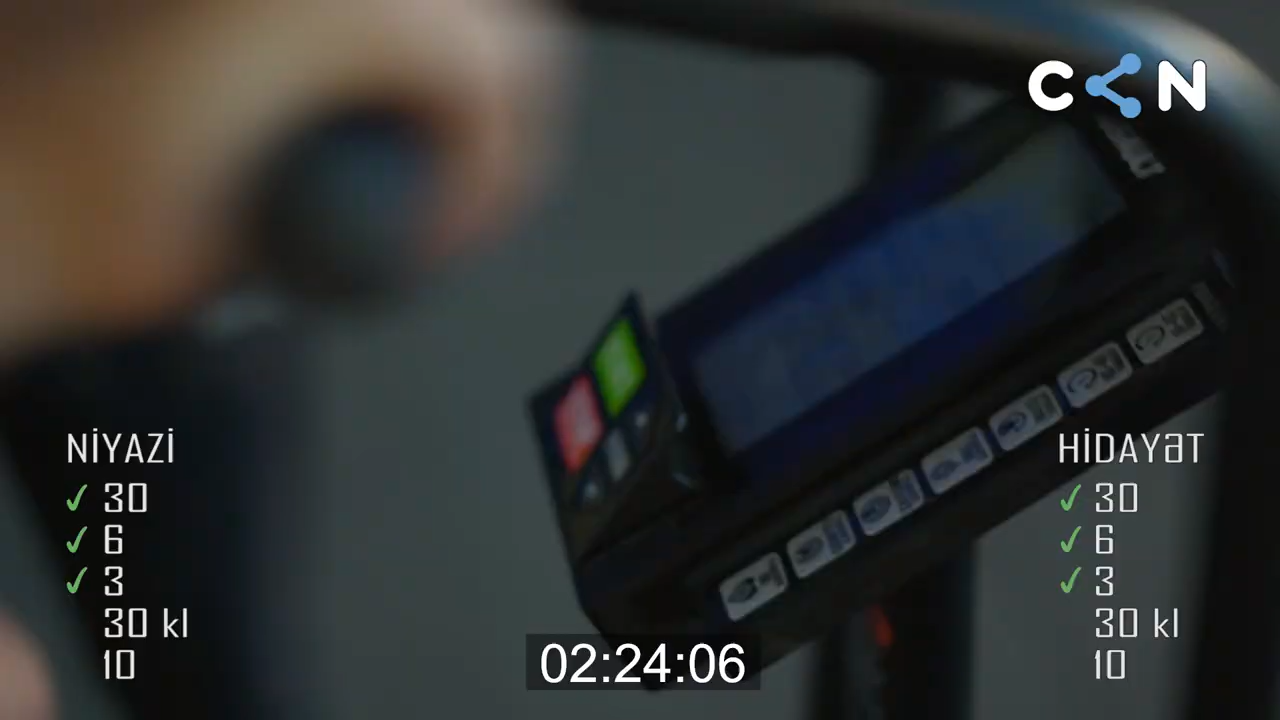 C N
NİYAZİ
✓ 30
✓ 6
✓ 3
30 kl
10
HİDAYƏT
✓ 30
✓ 6
✓ 3
30 kl
10
02:24:06